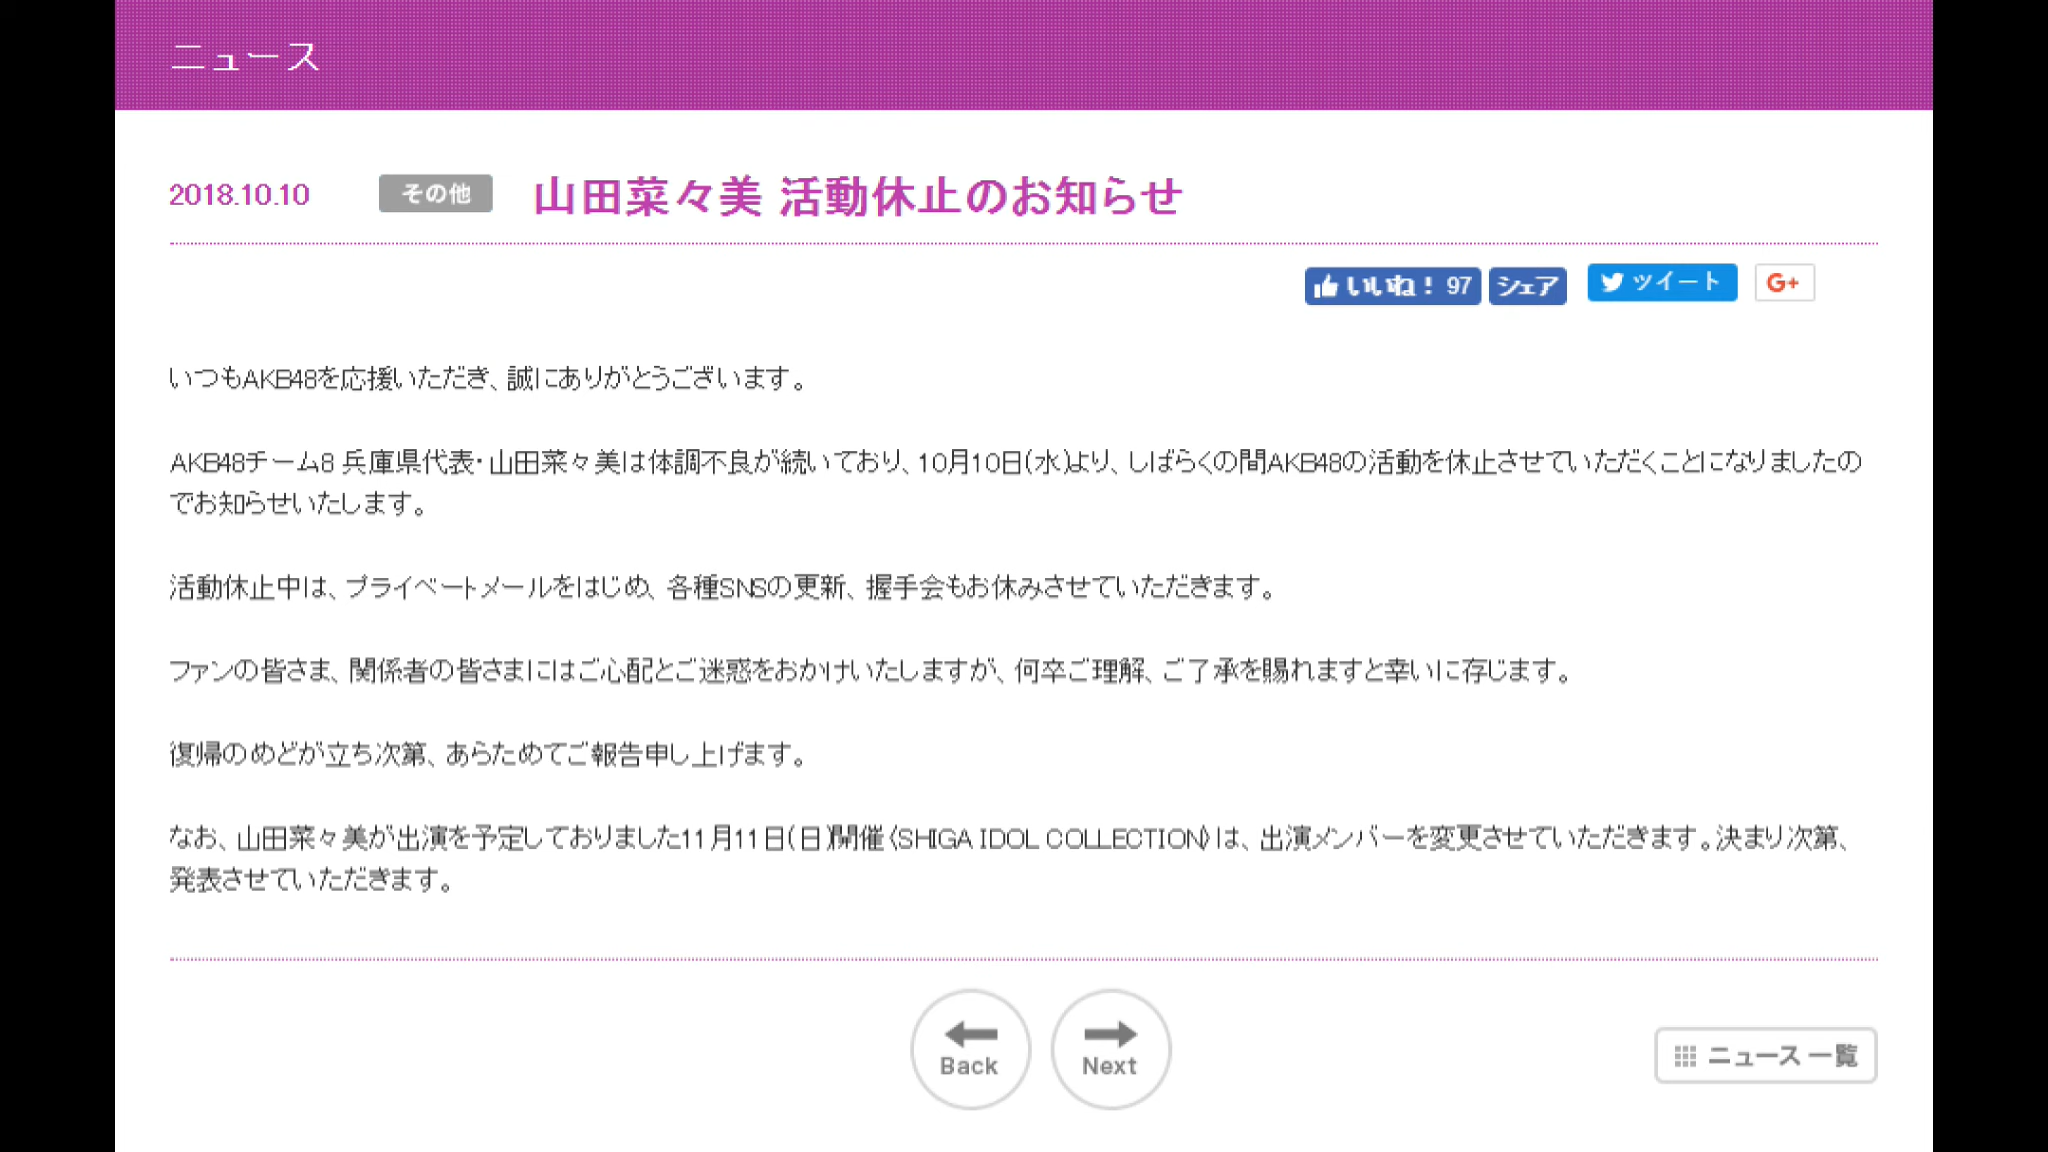 ニュース
2018.10.10 その他 山田菜々美 活動休止のお知らせ
いいね！ 97 シェア ツイート G+
いつもAKB48を応援いただき、誠にありがとうございます。
AKB48チーム8 兵庫県代表・山田菜々美は体調不良が続いており、10月10日(水)より、しばらくの間AKB48の活動を休止させていただくことになりましたの
でお知らせいたします。
活動休止中は、プライベートメールをはじめ、各種SNSの更新、握手会もお休みさせていただきます。
ファンの皆さま、関係者の皆さまにはご心配とご迷惑をおかけいたしますが、何卒ご理解、ご了承を賜れますと幸いに存じます。
復帰のめどが立ち次第、あらためてご報告申し上げます。
なお、山田菜々美が出演を予定しておりました11月11日(日)開催〈SHIGA IDOL COLLECTION〉は、出演メンバーを変更させていただきます。決まり次第、
発表させていただきます。
Back Next
ニュース一覧